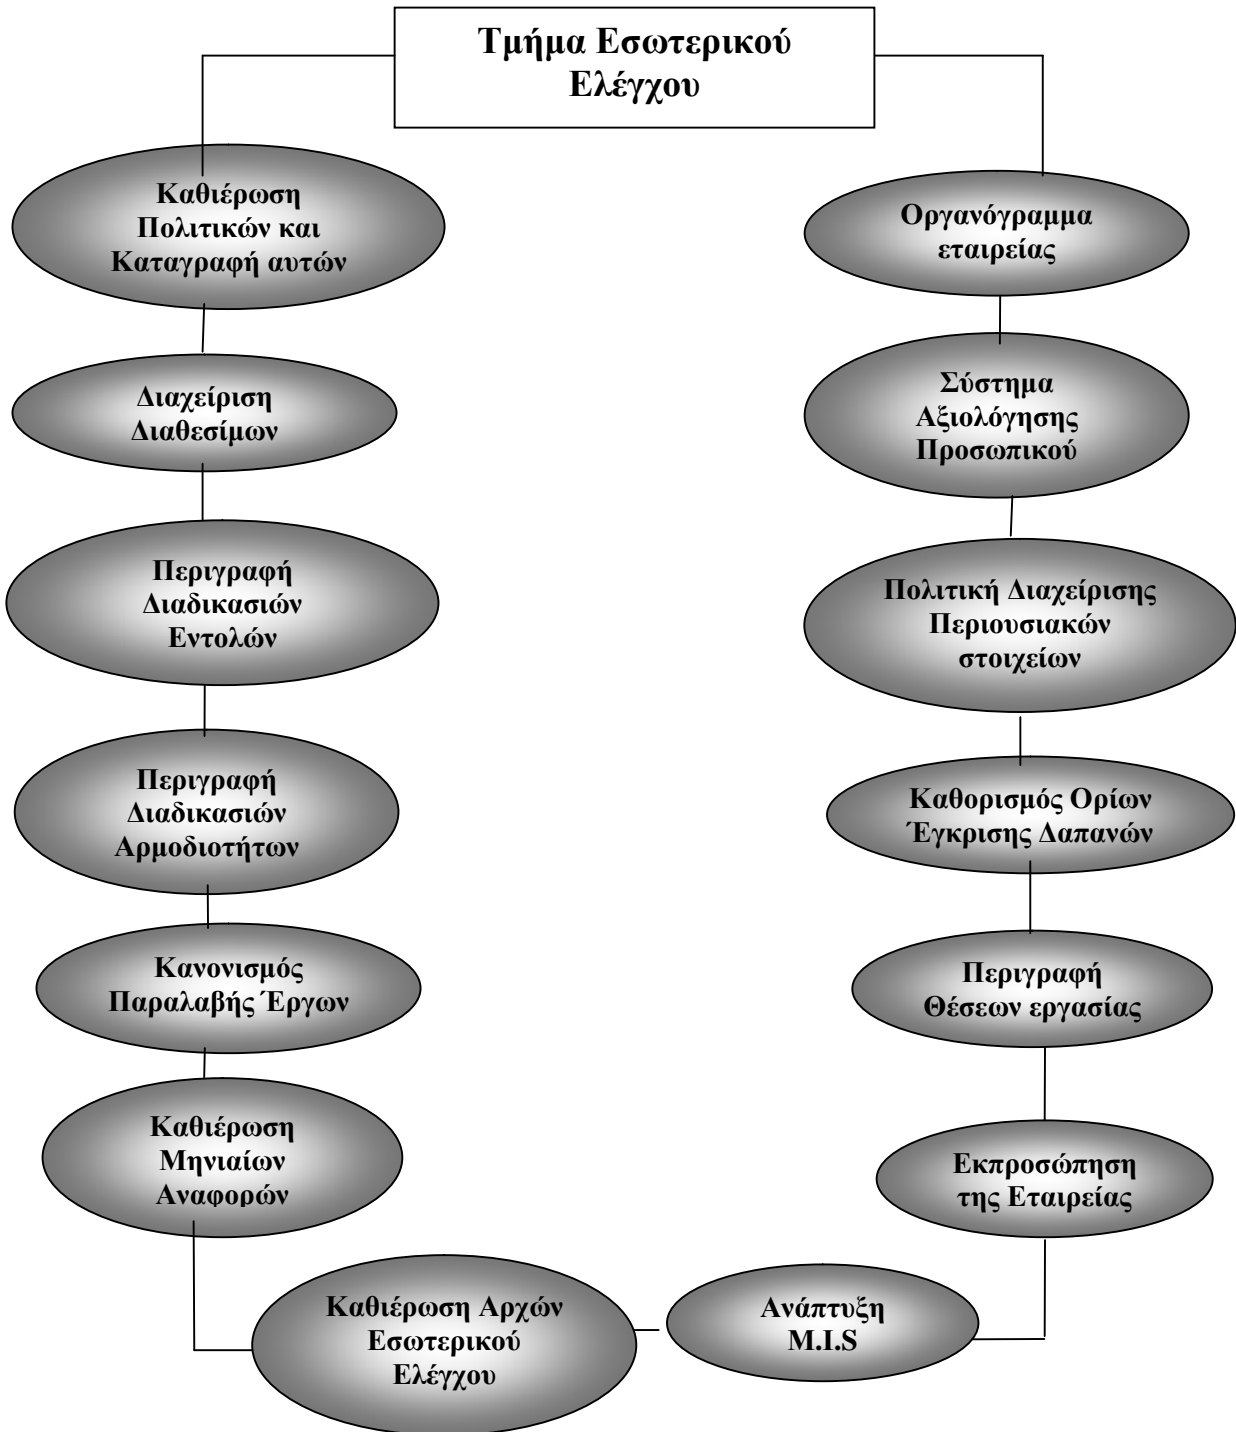 Τμήμα Εσωτερικού
Ελέγχου
Καθιέρωση
Πολιτικών και
Καταγραφή αυτών
Διαχείριση
Διαθεσίμων
Περιγραφή
Διαδικασιών
Εντολών
Περιγραφή
Διαδικασιών
Αρμοδιοτήτων
Κανονισμός
Παραλαβής Έργων
Καθιέρωση
Μηνιαίων
Αναφορών
Καθιέρωση Αρχών
Εσωτερικού
Ελέγχου
Οργανόγραμμα
εταιρείας
Σύστημα
Αξιολόγησης
Προσωπικού
Πολιτική Διαχείρισης
Περιουσιακών
στοιχείων
Καθορισμός Ορίων
Έγκρισης Δαπανών
Περιγραφή
Θέσεων εργασίας
Εκπροσώπηση
της Εταιρείας
Ανάπτυξη
M.I.S